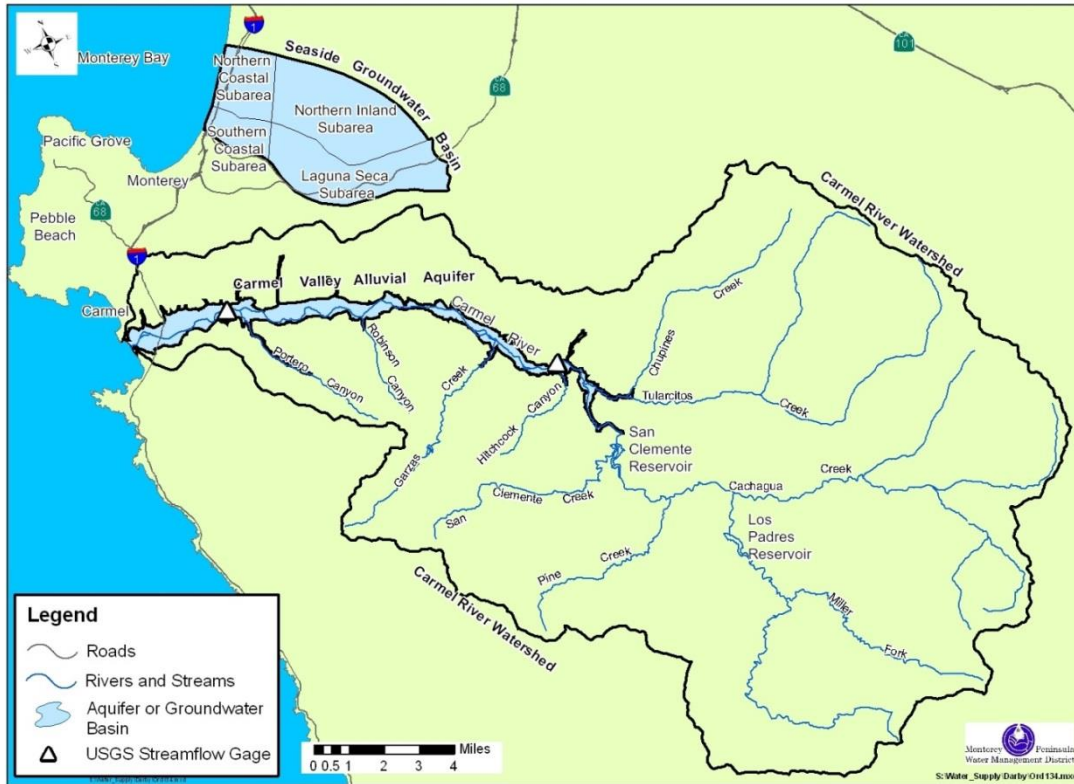 1
101
Monterey Bay
Seaside Groundwater Basin
Northern
Coastal
Subarea
68
Northern Inland
Subarea
Pacific Grove
Southern
Coastal
Subarea
Monterey
Laguna Seca
Subarea
68
Pebble
Beach
Carmel River Watershed
1
Carmel Valley Alluvial Aquifer
Carmel
Carmel River
Chupines Creek
Portero Canyon
Robinson Canyon
Garzas Creek
Hitchcock Canyon
Tularcitos Creek
San
Clemente
Reservoir
San Clemente Creek
Cachagua Creek
Los
Padres
Reservoir
Pine Creek
Miller Fork
Carmel River Watershed
Legend
Roads
Rivers and Streams
Aquifer or Groundwater
Basin
USGS Streamflow Gage
Miles
0 0.5 1 2 3 4
Monterey Peninsula
Water Management District